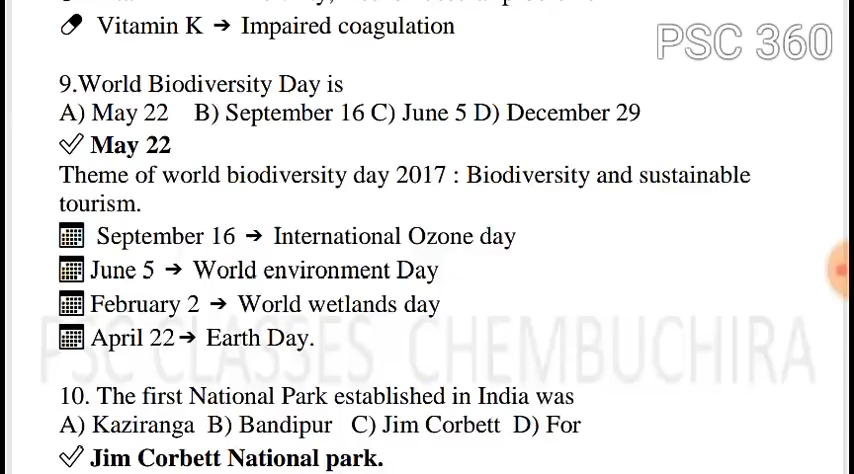 Vitamin K → Impaired coagulation
PSC 360
9.World Biodiversity Day is
A) May 22 B) September 16 C) June 5 D) December 29
✓ May 22
Theme of world biodiversity day 2017 : Biodiversity and sustainable
tourism.
September 16 → International Ozone day
June 5 → World environment Day
February 2 → World wetlands day
April 22→ Earth Day.
PSC CLASSES CHEMBUCHIRA
10. The first National Park established in India was
A) Kaziranga B) Bandipur C) Jim Corbett D) For
✓ Jim Corbett National park.